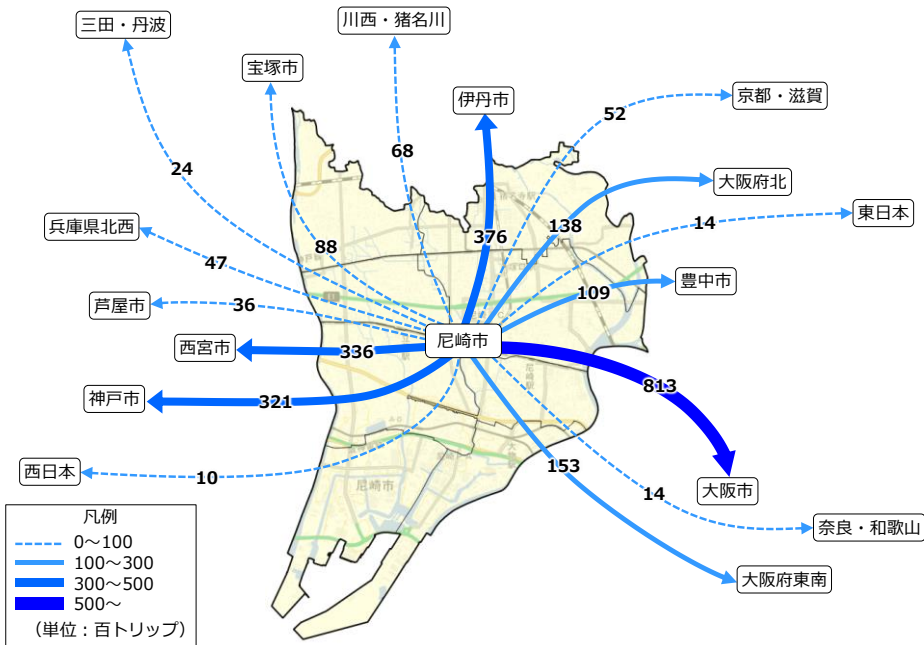 三田・丹波
川西・猪名川
宝塚市
伊丹市
京都・滋賀
52
68
24
大阪府北
兵庫県北西
東日本
14
138
376
88
47
豊中市
109
芦屋市
36
尼崎市
西宮市
336
813
神戸市
321
153
西日本
10
14
大阪市
尼崎市
奈良・和歌山
大阪府東南
凡例
0～100
100～300
300～500
500～
（単位：百トリップ）